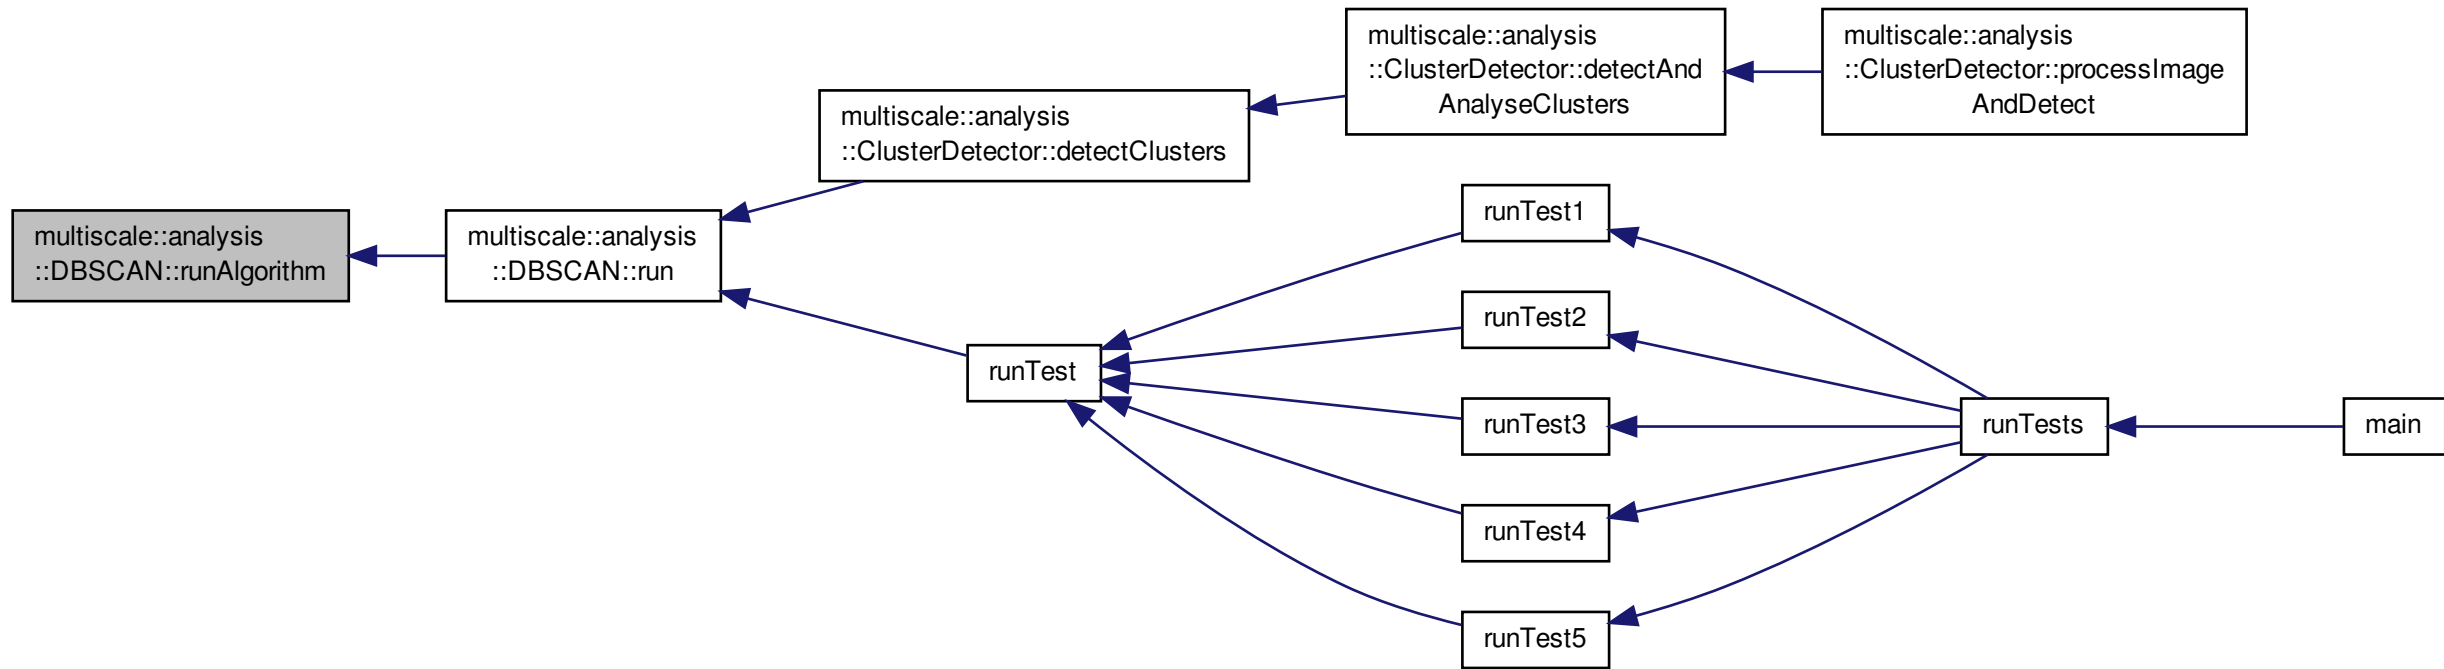 multiscale::analysis
::DBSCAN::runAlgorithm
multiscale::analysis
::DBSCAN::run
multiscale::analysis
::ClusterDetector::detectClusters
multiscale::analysis
::ClusterDetector::detectAnd
AnalyseClusters
multiscale::analysis
::ClusterDetector::processImage
AndDetect
runTest
runTest1
runTest2
runTest3
runTest4
runTest5
runTests
main